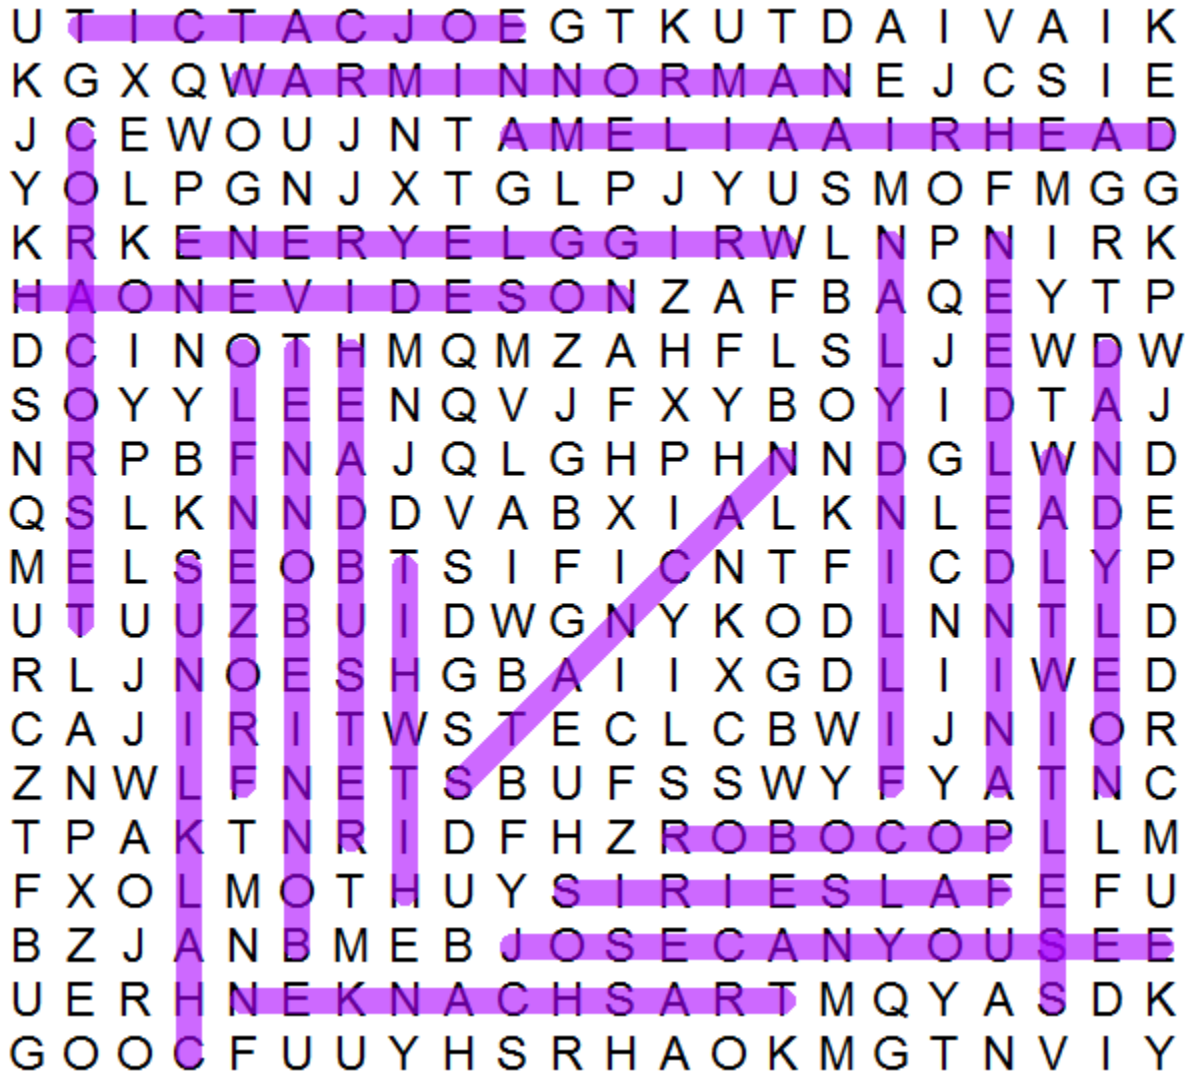 U T I C T A C J O E G T K U T D A I V A I K
K G X Q W A R M I N N O R M A N E J C S I E
J C E W O U J N T A M E L I A A I R H E A D
Y O L P G N J X T G L P J Y U S M O F M G G
K R K E N E R Y E L G G I R W L N P N I R K
H A O N E V I D E S O N Z A F B A Q E Y T P
D C I N O T H M Q M Z A H F L S L J E W D W
S O Y Y L E E N Q V J F X Y B O Y I D T A J
N R P B F N A J Q L G H P H N N D G L W N D
Q S L K N N D D V A B X I A L K N L E A D E
M E L S E O B T S I F I C N T F I C D L Y P
U T U U Z B U I D W G N Y K O D L N N T L D
R L J N O E S H G B A I I X G D L I I W E D
C A J I R I T W S T E C L C B W I J N I O R
Z N W L F N E T S B U F S S W Y F Y A T N C
T P A K T N R I D F H Z R O B O C O P L L M
F X O L M O T H U Y S I R I E S L A F E F U
B Z J A N B M E B J O S E C A N Y O U S E E
U E R H N E K N A C H S A R T M Q Y A S D K
G O O C F U U Y H S R H A O K M G T N V I Y